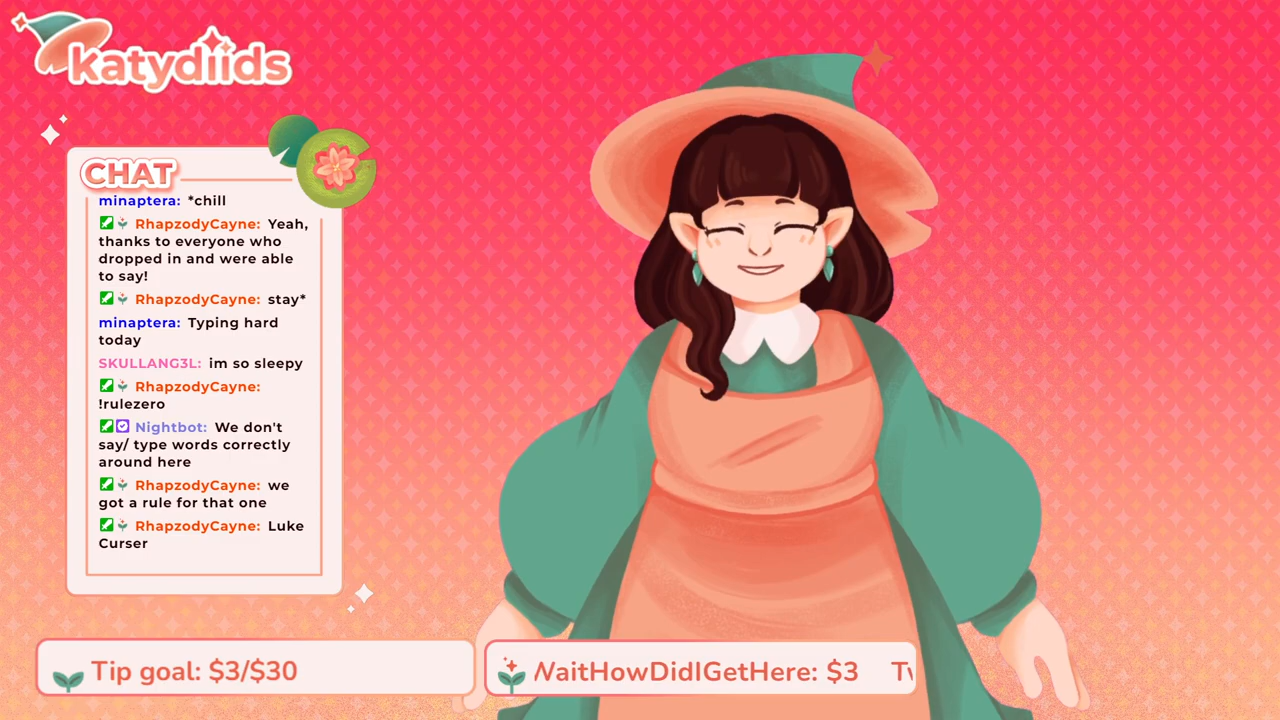 katydiids
CHAT
minaptera: *chill
RhapzodyCayne: Yeah,
thanks to everyone who
dropped in and were able
to say!
RhapzodyCayne: stay*
minaptera: Typing hard
today
SKULLANG3L: im so sleepy
RhapzodyCayne:
!rulezero
Nightbot: We don't
say/ type words correctly
around here
RhapzodyCayne: we
got a rule for that one
RhapzodyCayne: Luke
Curser
Tip goal: $3/$30
WaitHowDidIGetHere: $3